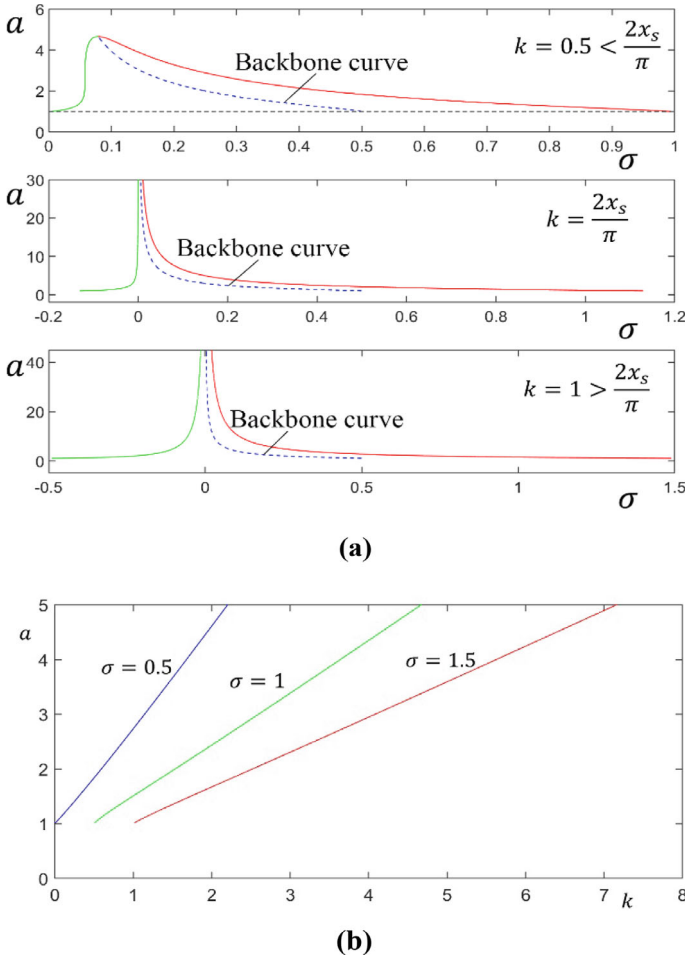 a
6
4
2
0
Backbone curve
k = 0.5 < 2x_s/π
0 0.1 0.2 0.3 0.4 0.5 0.6 0.7 0.8 0.9 1
σ
a
30
20
10
0
Backbone curve
k = 2x_s/π
-0.2 0 0.2 0.4 0.6 0.8 1 1.2
σ
a
40
20
0
Backbone curve
k = 1 > 2x_s/π
-0.5 0 0.5 1 1.5
σ
(a)
a
5
4
3
2
1
0
σ = 0.5
σ = 1
σ = 1.5
0 1 2 3 4 5 6 7 8
k
(b)